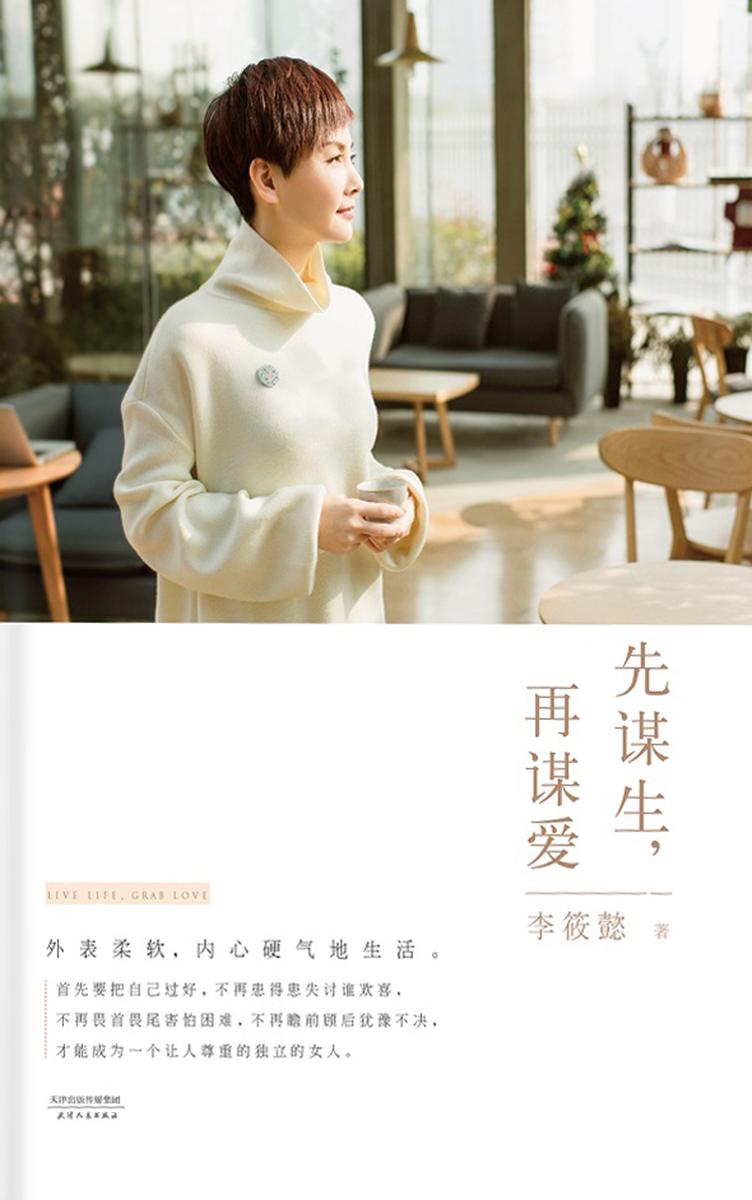 先谋生，
再谋爱
李筱懿 著
LIVE LIFE, GRAB LOVE
外表柔软，内心硬气地生活。
首先要把自己过好，不再患得患失讨谁欢喜，
不再畏首畏尾害怕困难，不再瞻前顾后犹豫不决，
才能成为一个让人尊重的独立的女人。
天津出版传媒集团
天津人民出版社